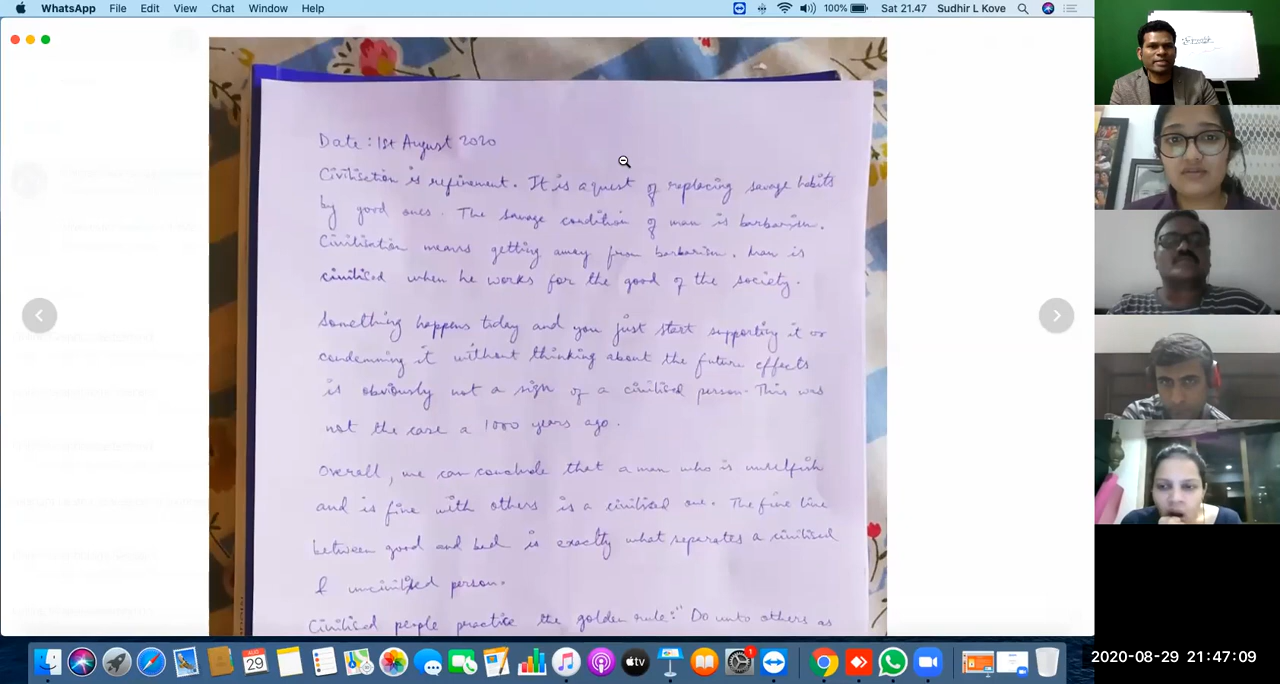 WhatsApp File Edit View Chat Window Help 100% Sat 21.47 Sudhir L Kove
Date : 1st August 2020
Civilisation is refinement. It is a quest of replacing savage habits
by good ones. The savage condition of man is barbarism.
Civilisation means getting away from barbarism. Man is
civilised when he works for the good of the society.
Something happens today and you just start supporting it or
condemning it without thinking about the future effects
is obviously not a sign of a civilised person. This was
not the case a 1000 years ago.
Overall, we can conclude that a man who is unselfish
and is fine with others is a civilised one. The fine line
between good and bad is exactly what separates a civilised
& uncivilised person.
Civilised people practice the golden rule:" Do unto others as
AUG
29
tv
1
2020-08-29 21:47:09